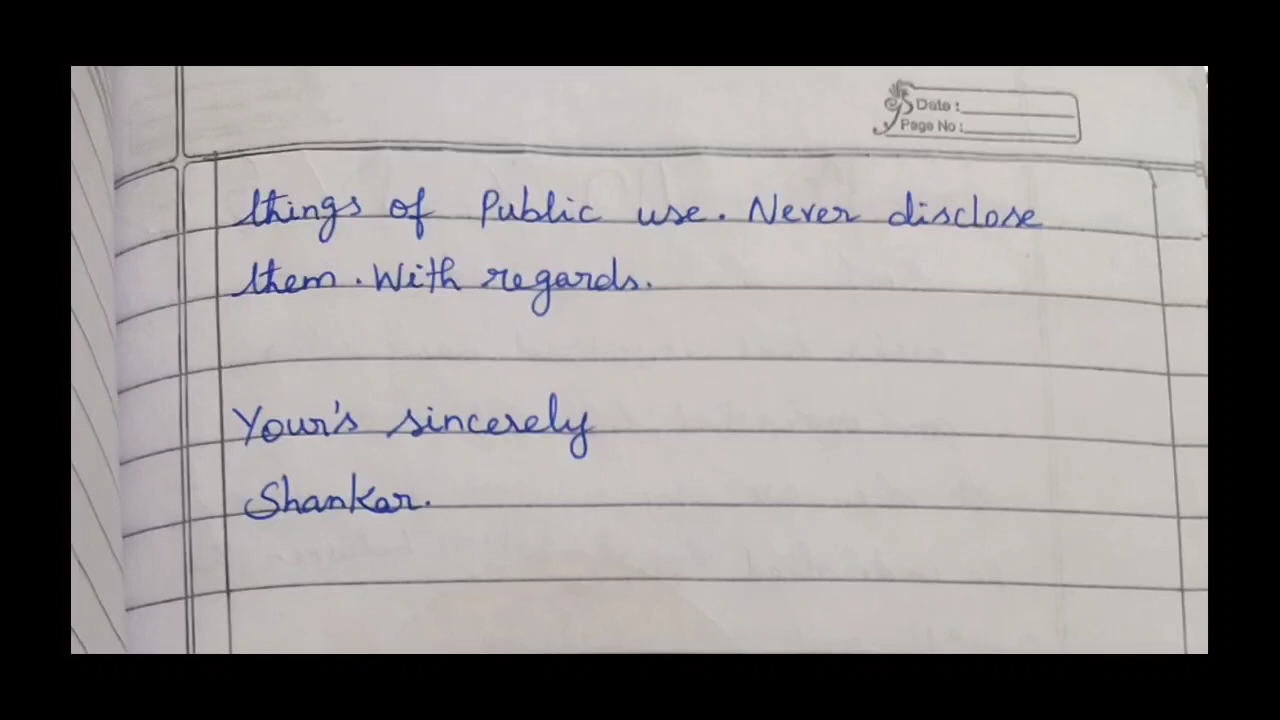 Date :
Page No :
things of Public use. Never disclose
them. With regards.
Your's sincerely
Shankar.